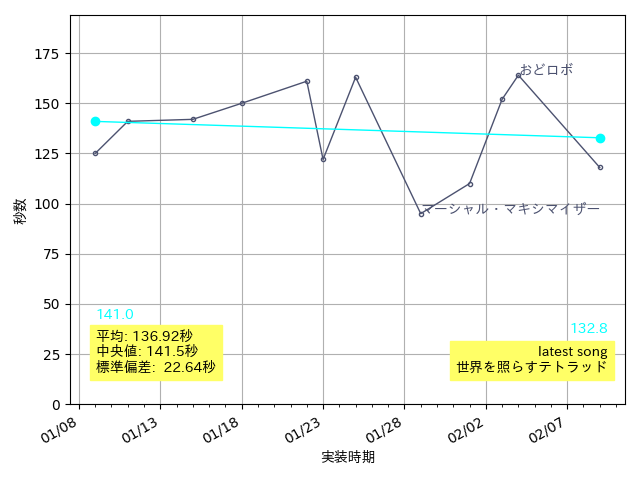 175
150
125
100
75
50
25
0
秒数
おどロボ
マーシャル・マキシマイザー
141.0
132.8
平均: 136.92秒
中央値: 141.5秒
標準偏差: 22.64秒
latest song
世界を照らすテトラッド
01/08
01/13
01/18
01/23
01/28
02/02
02/07
実装時期